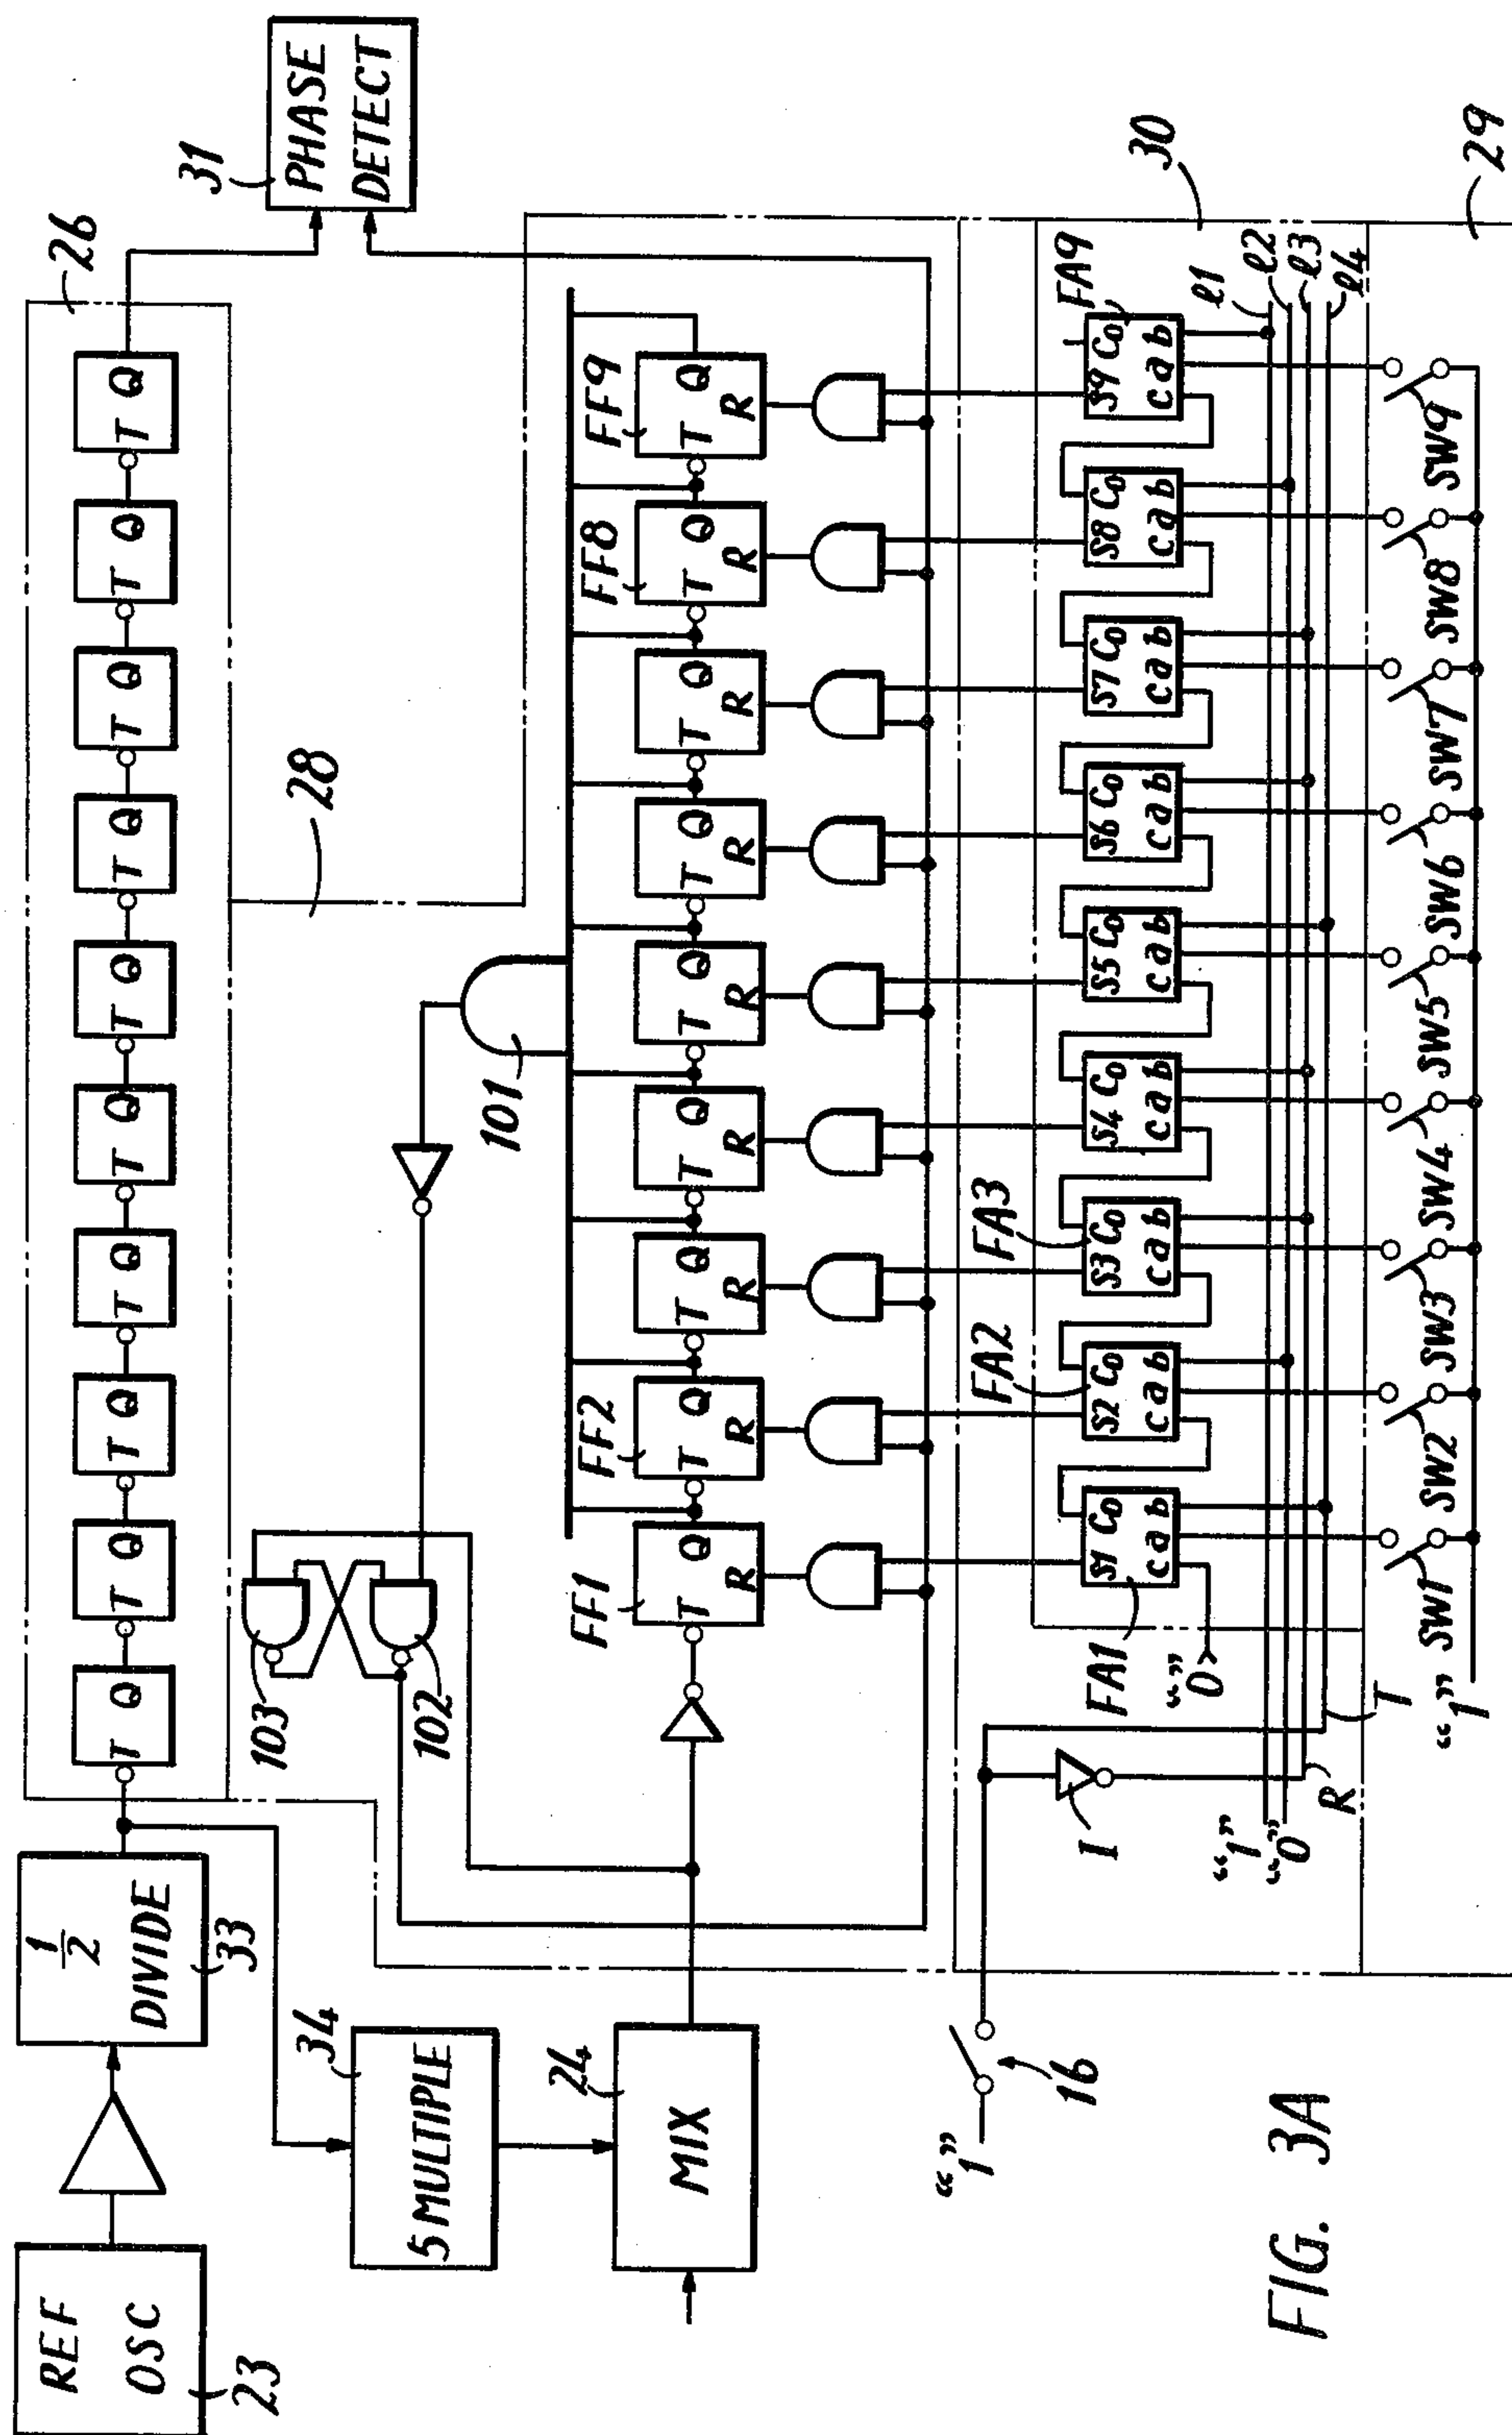 REF
OSC
23
1
2
DIVIDE
33
T Q
T Q
T Q
T Q
T Q
T Q
T Q
T Q
T Q
T Q
26
31
PHASE
DETECT
34
5 MULTIPLE
103
102
28
101
24
MIX
FF1
FF2
FF8
FF9
T Q
R
T Q
R
T Q
R
T Q
R
T Q
R
T Q
R
T Q
R
T Q
R
T Q
R
"1"
16
I
FA1
FA2
FA3
FA9
30
S1 C0
c a b
S2 C0
c a b
S3 C0
c a b
S4 C0
c a b
S5 C0
c a b
S6 C0
c a b
S7 C0
c a b
S8 C0
c a b
S9 C0
c a b
"0"
"1"
"0"
R
T
ℓ1
ℓ2
ℓ3
ℓ4
"1"
SW1
SW2
SW3
SW4
SW5
SW6
SW7
SW8
SW9
29
FIG. 3A